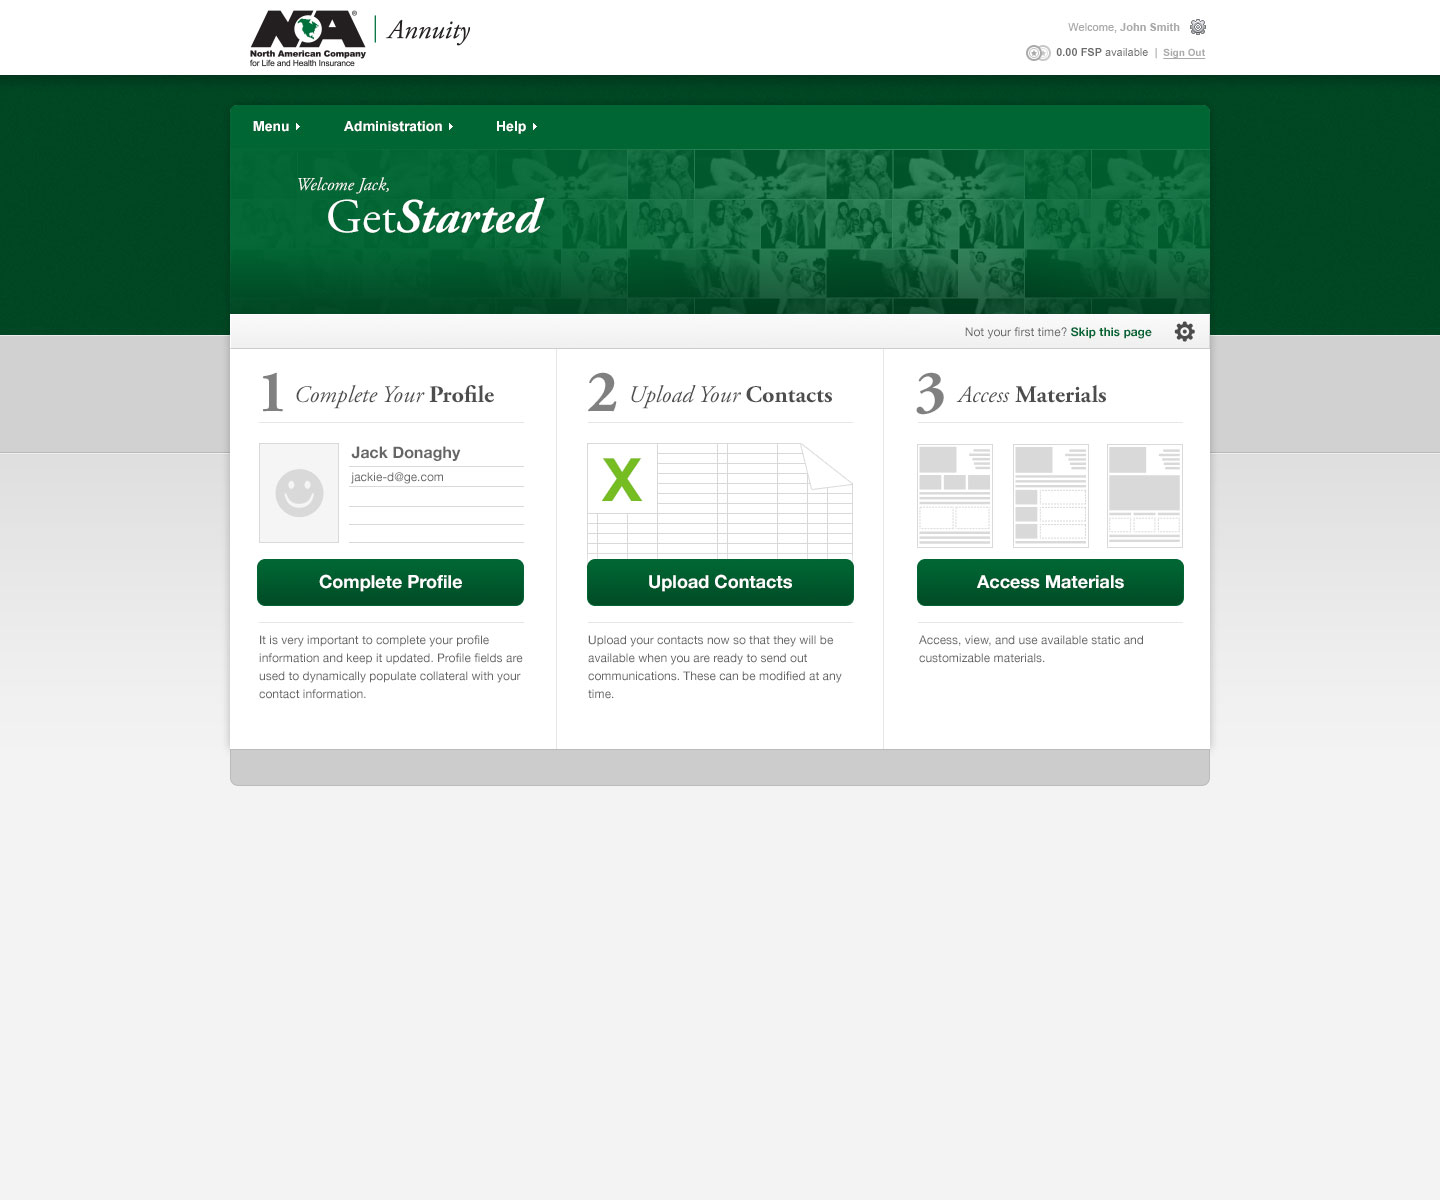 NA®
North American Company
for Life and Health Insurance
Annuity
Welcome, John Smith
0.00 FSP available | Sign Out
Menu
Administration
Help
Welcome Jack,
GetStarted
Not your first time? Skip this page
1 Complete Your Profile
Jack Donaghy
jackie-d@ge.com
Complete Profile
It is very important to complete your profile
information and keep it updated. Profile fields are
used to dynamically populate collateral with your
contact information.
2 Upload Your Contacts
X
Upload Contacts
Upload your contacts now so that they will be
available when you are ready to send out
communications. These can be modified at any
time.
3 Access Materials
Access Materials
Access, view, and use available static and
customizable materials.